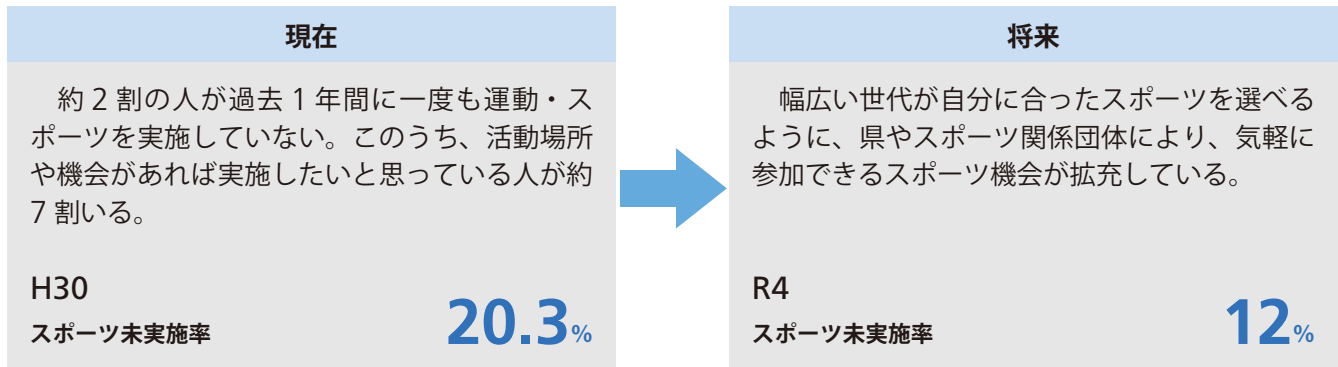 現在
約 2 割の人が過去 1 年間に一度も運動・ス
ポーツを実施していない。このうち、活動場所
や機会があれば実施したいと思っている人が約
7 割いる。
H30
スポーツ未実施率
20.3%
将来
幅広い世代が自分に合ったスポーツを選べる
ように、県やスポーツ関係団体により、気軽に
参加できるスポーツ機会が拡充している。
R4
スポーツ未実施率
12%